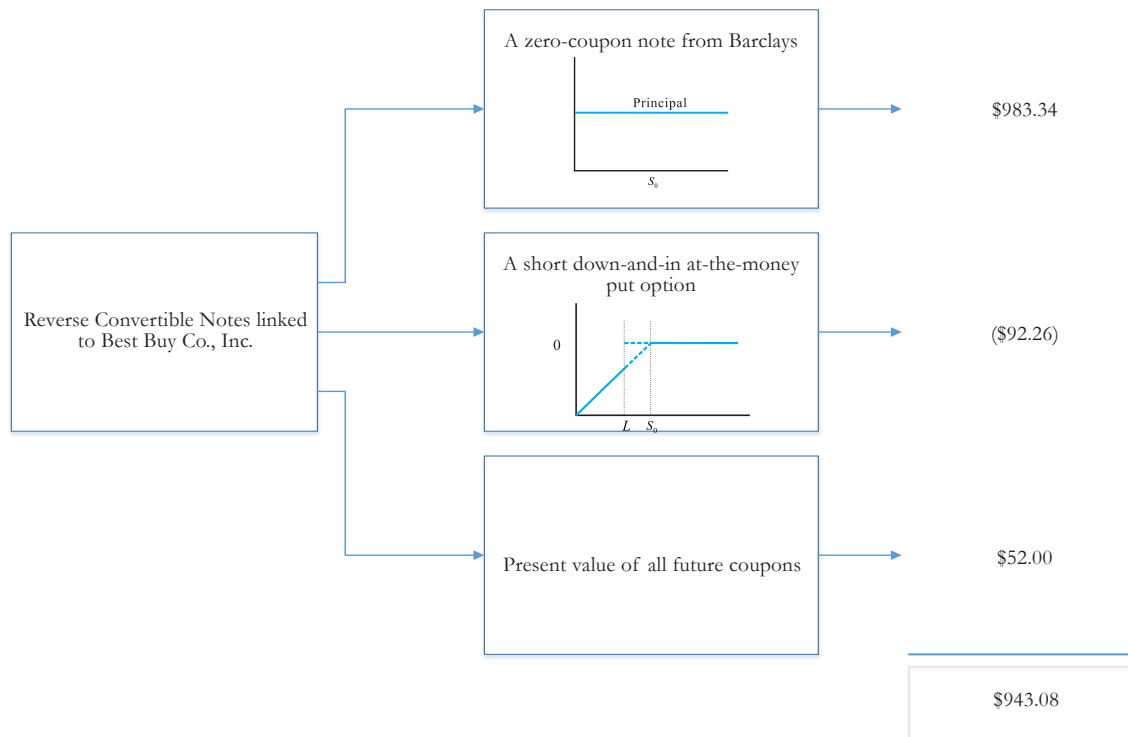 A zero-coupon note from Barclays
Principal
S₀
$983.34
Reverse Convertible Notes linked
to Best Buy Co., Inc.
A short down-and-in at-the-money
put option
0
L S₀
($92.26)
Present value of all future coupons
$52.00
$943.08